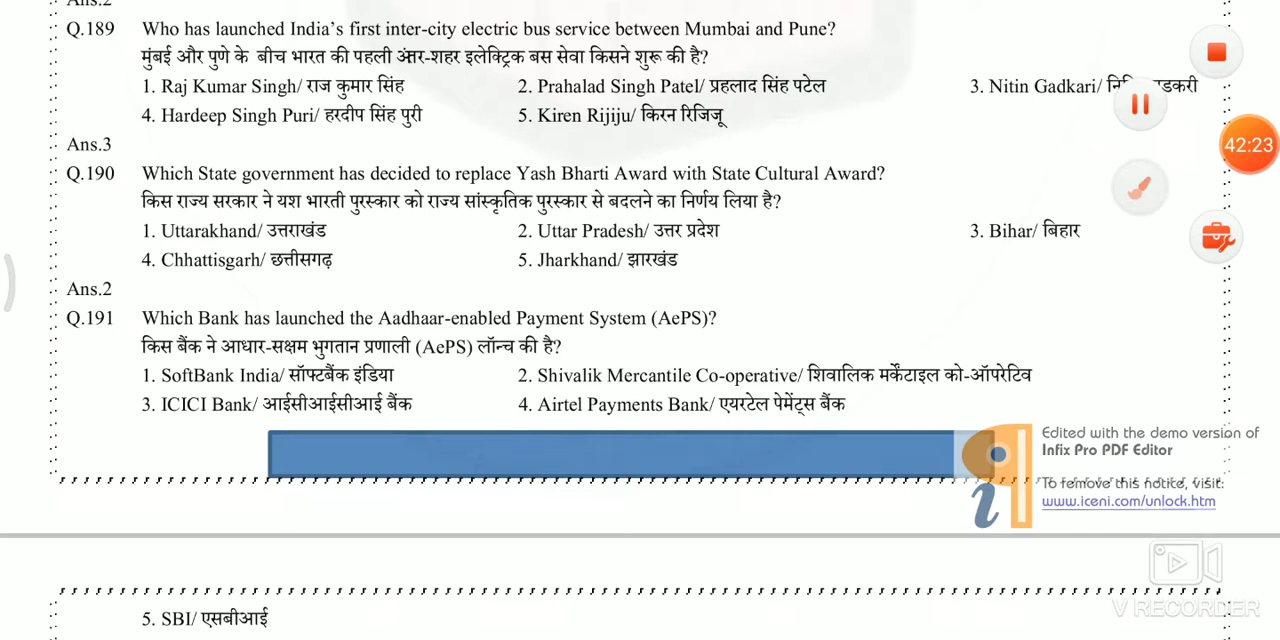 Ans.2
Q.189 Who has launched India's first inter-city electric bus service between Mumbai and Pune?
मुंबई और पुणे के बीच भारत की पहली अंतर-शहर इलेक्ट्रिक बस सेवा किसने शुरू की है?
1. Raj Kumar Singh/ राज कुमार सिंह 2. Prahalad Singh Patel/ प्रहलाद सिंह पटेल 3. Nitin Gadkari/
4. Hardeep Singh Puri/ हरदीप सिंह पुरी 5. Kiren Rijiju/ किरन रिजिजू
Ans.3
42:23
Q.190 Which State government has decided to replace Yash Bharti Award with State Cultural Award?
किस राज्य सरकार ने यश भारती पुरस्कार को राज्य सांस्कृतिक पुरस्कार से बदलने का निर्णय लिया है?
1. Uttarakhand/ उत्तराखंड 2. Uttar Pradesh/ उत्तर प्रदेश 3. Bihar/ बिहार
4. Chhattisgarh/ छत्तीसगढ़ 5. Jharkhand/ झारखंड
Ans.2
Q.191 Which Bank has launched the Aadhaar-enabled Payment System (AePS)?
किस बैंक ने आधार-सक्षम भुगतान प्रणाली (AePS) लॉन्च की है?
1. SoftBank India/ सॉफ्टबैंक इंडिया 2. Shivalik Mercantile Co-operative/ शिवालिक मर्केंटाइल को-ऑपरेटिव
3. ICICI Bank/ आईसीआईसीआई बैंक 4. Airtel Payments Bank/ एयरटेल पेमेंट्स बैंक
Edited with the demo version of
Infix Pro PDF Editor
To remove this notice, visit:
www.iceni.com/unlock.htm
V RECORDER
5. SBI/ एसबीआई